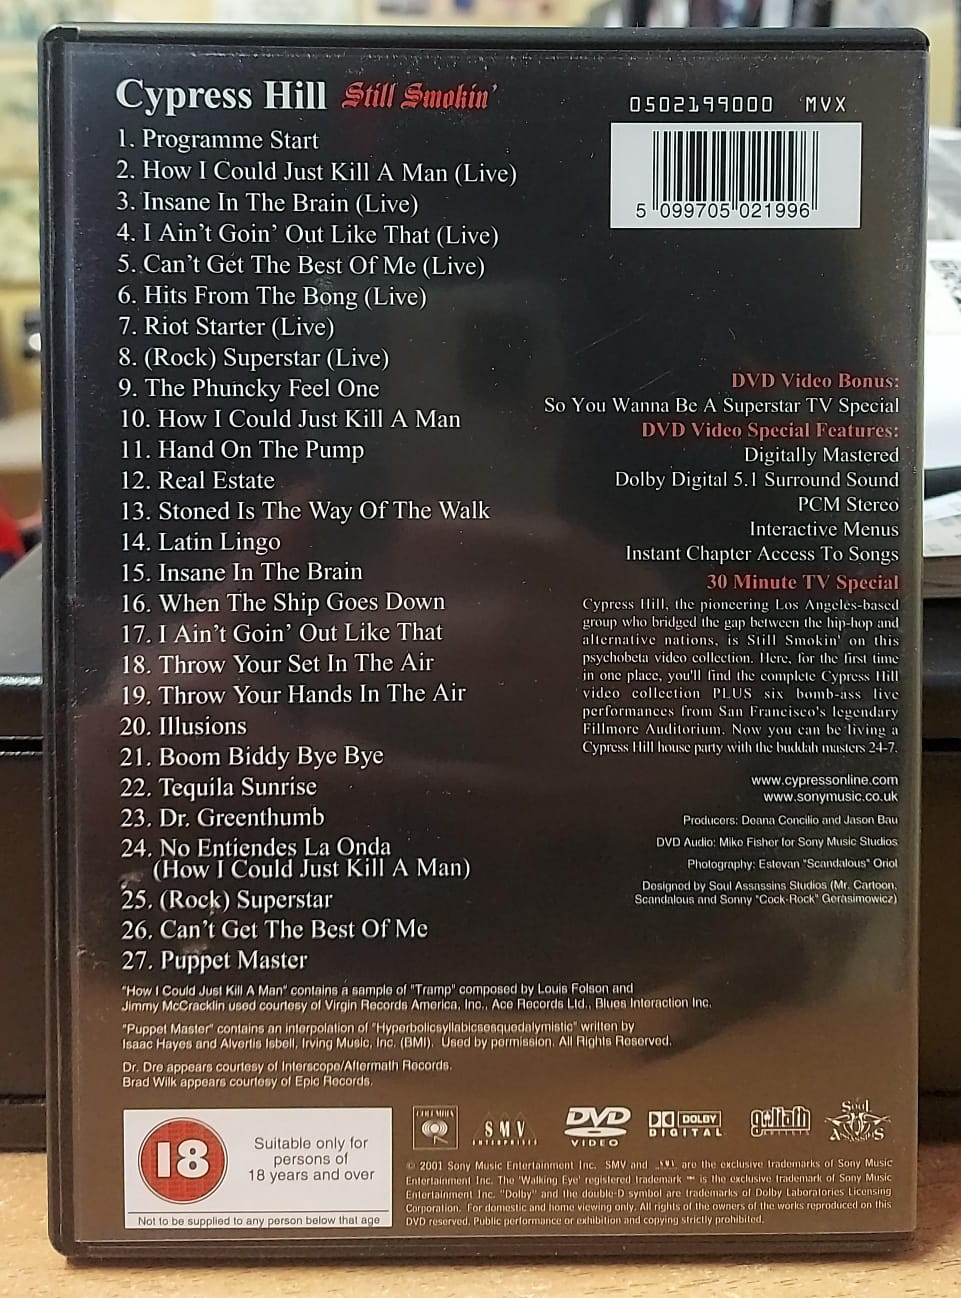 Cypress Hill Still Smokin'
1. Programme Start
2. How I Could Just Kill A Man (Live)
3. Insane In The Brain (Live)
4. I Ain't Goin' Out Like That (Live)
5. Can't Get The Best Of Me (Live)
6. Hits From The Bong (Live)
7. Riot Starter (Live)
8. (Rock) Superstar (Live)
9. The Phuncky Feel One
10. How I Could Just Kill A Man
11. Hand On The Pump
12. Real Estate
13. Stoned Is The Way Of The Walk
14. Latin Lingo
15. Insane In The Brain
16. When The Ship Goes Down
17. I Ain't Goin' Out Like That
18. Throw Your Set In The Air
19. Throw Your Hands In The Air
20. Illusions
21. Boom Biddy Bye Bye
22. Tequila Sunrise
23. Dr. Greenthumb
24. No Entiendes La Onda
(How I Could Just Kill A Man)
25. (Rock) Superstar
26. Can't Get The Best Of Me
27. Puppet Master
0502199000 MVX
5 099705 021996
DVD Video Bonus:
So You Wanna Be A Superstar TV Special
DVD Video Special Features:
Digitally Mastered
Dolby Digital 5.1 Surround Sound
PCM Stereo
Interactive Menus
Instant Chapter Access To Songs
30 Minute TV Special
Cypress Hill, the pioneering Los Angeles-based
group who bridged the gap between the hip-hop and
alternative nations, is Still Smokin' on this
psychobeta video collection. Here, for the first time
in one place, you'll find the complete Cypress Hill
video collection PLUS six bomb-ass live
performances from San Francisco's legendary
Fillmore Auditorium. Now you can be living a
Cypress Hill house party with the buddah masters 24-7.
www.cypressonline.com
www.sonymusic.co.uk
Producers: Deana Concilio and Jason Bau
DVD Audio: Mike Fisher for Sony Music Studios
Photography: Estevan "Scandalous" Oriol
Designed by Soul Assassins Studios (Mr. Cartoon,
Scandalous and Sonny "Cock-Rock" Gerasimowicz)
"How I Could Just Kill A Man" contains a sample of "Tramp" composed by Louis Folson and
Jimmy McCracklin used courtesy of Virgin Records America, Inc., Ace Records Ltd., Blues Interaction Inc.
"Puppet Master" contains an interpolation of "Hyperbolicsyllabicsesquedalymistic" written by
Isaac Hayes and Alvertis Isbell, Irving Music, Inc. (BMI). Used by permission. All Rights Reserved.
Dr. Dre appears courtesy of Interscope/Aftermath Records.
Brad Wilk appears courtesy of Epic Records.
18
Suitable only for
persons of
18 years and over
Not to be supplied to any person below that age
COLUMBIA
SMV
ENTERPRISES
DVD
VIDEO
DOLBY
DIGITAL
goliath
ARTISTS
Soul
Assassins
© 2001 Sony Music Entertainment Inc. SMV and SMV are the exclusive trademarks of Sony Music
Entertainment Inc. The 'Walking Eye' registered trademark ™ is the exclusive trademark of Sony Music
Entertainment Inc. "Dolby" and the double-D symbol are trademarks of Dolby Laboratories Licensing
Corporation. For domestic and home viewing only. All rights of the owners of the works reproduced on this
DVD reserved. Public performance or exhibition and copying strictly prohibited.